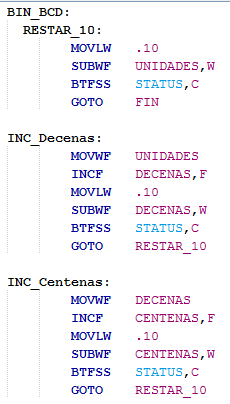 BIN_BCD:
RESTAR_10:
MOVLW .10
SUBWF UNIDADES,W
BTFSS STATUS,C
GOTO FIN
INC_Decenas:
MOVWF UNIDADES
INCF DECENAS,F
MOVLW .10
SUBWF DECENAS,W
BTFSS STATUS,C
GOTO RESTAR_10
INC_Centenas:
MOVWF DECENAS
INCF CENTENAS,F
MOVLW .10
SUBWF CENTENAS,W
BTFSS STATUS,C
GOTO RESTAR_10